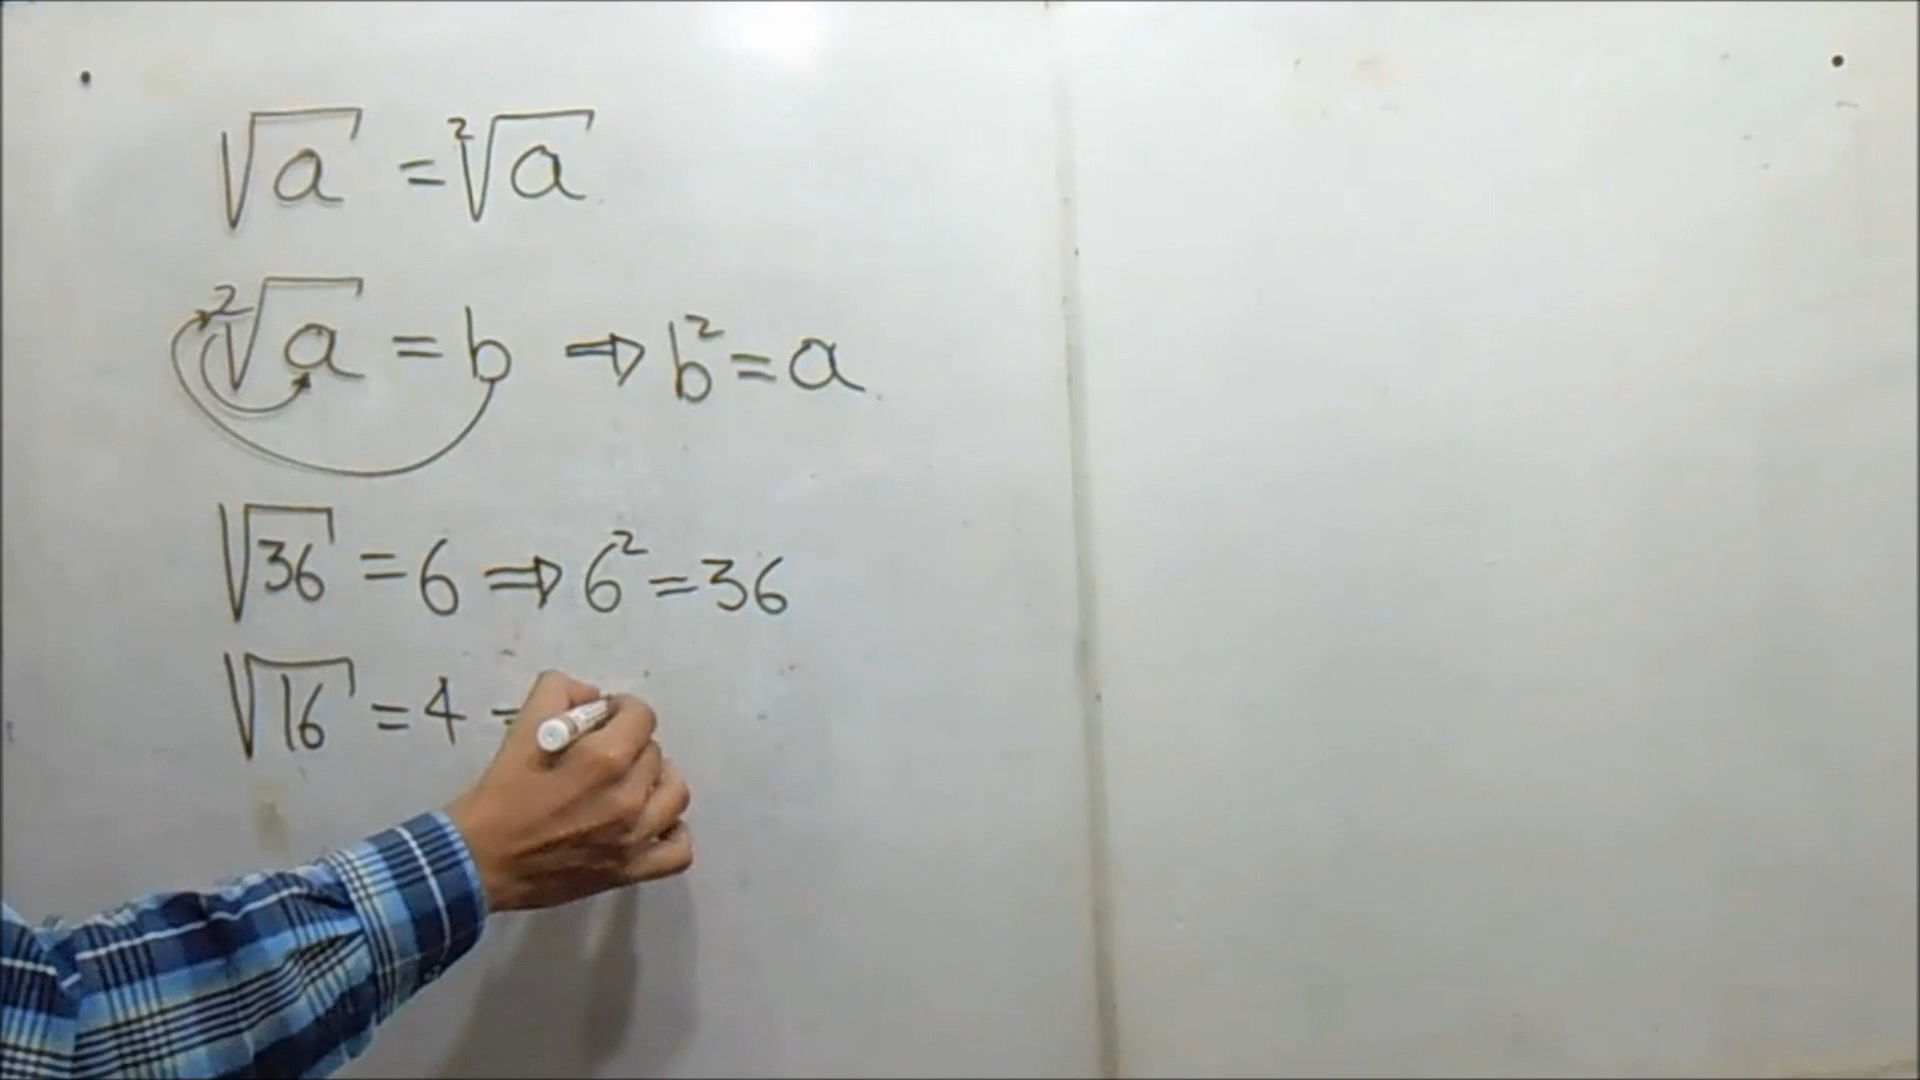 √a = ²√a
²√a = b ⇒ b² = a
√36 = 6 ⇒ 6² = 36
√16 = 4 =